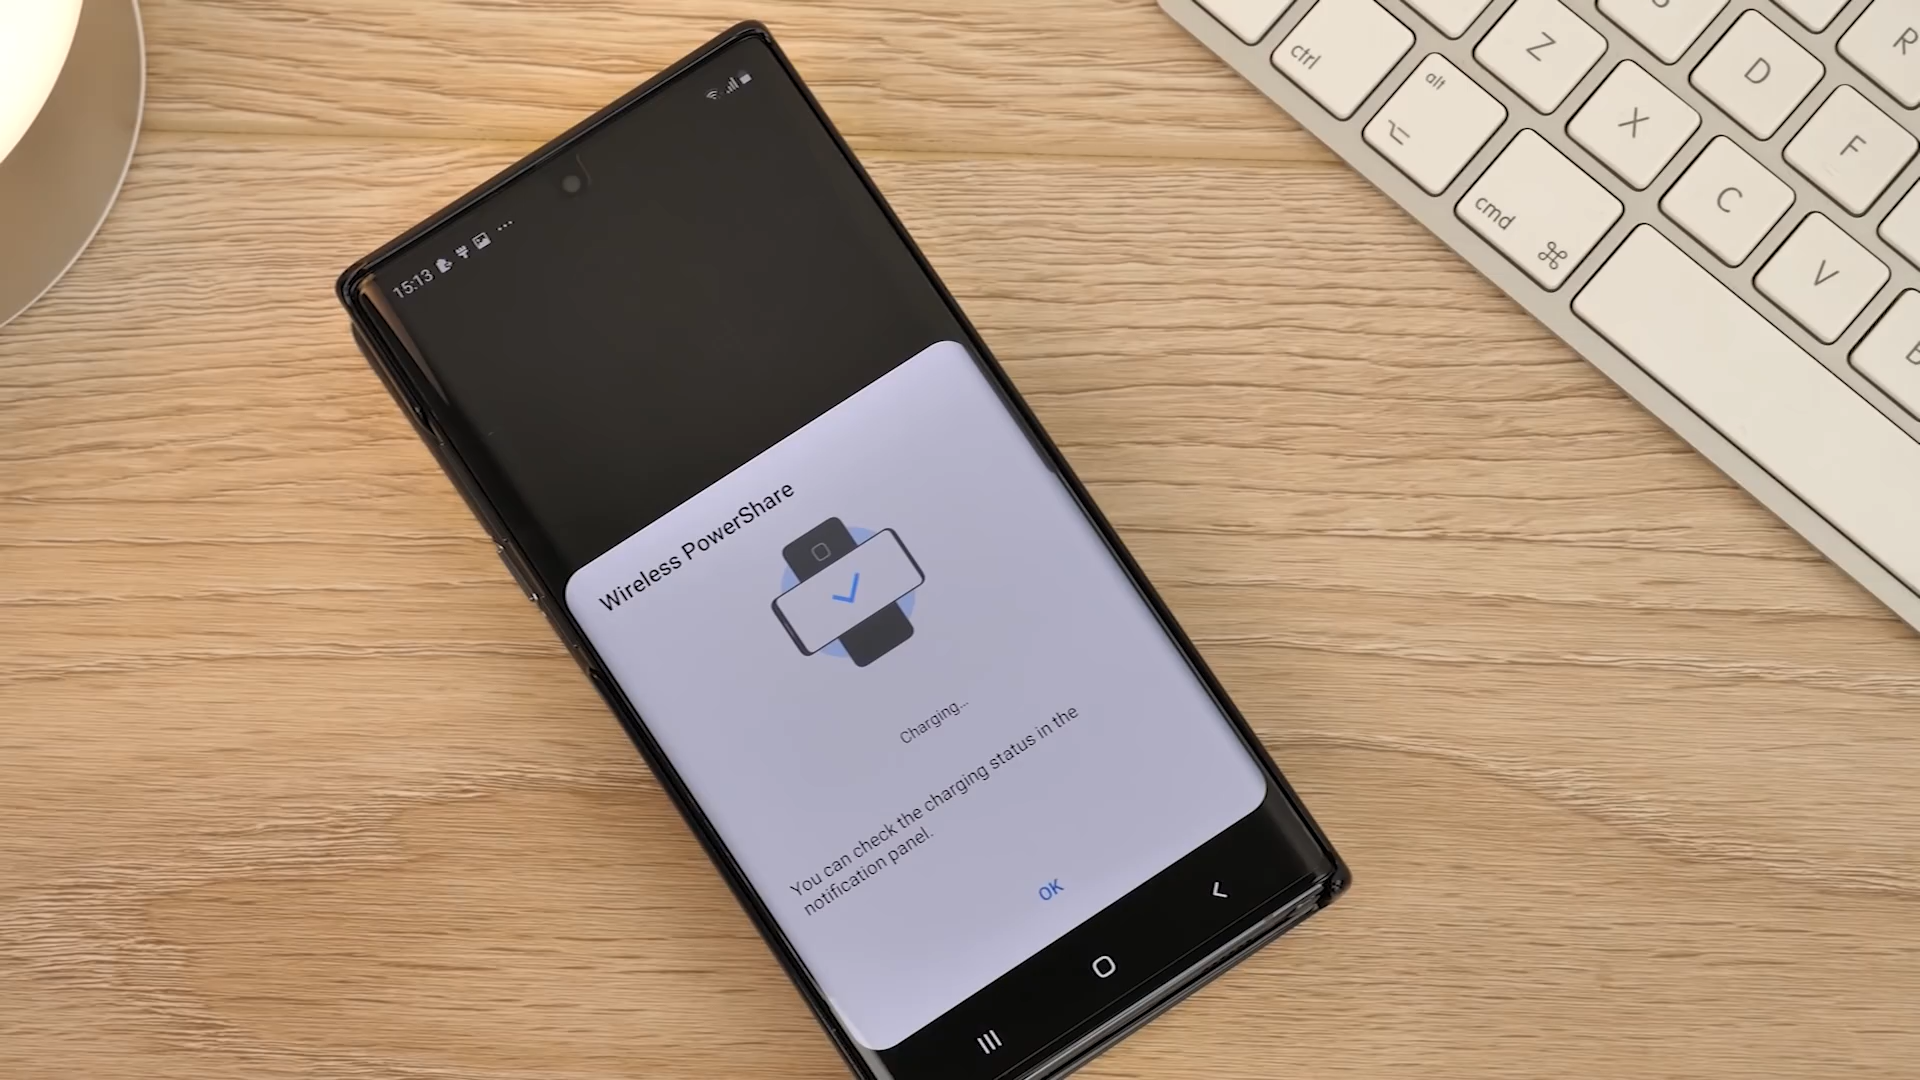 15:13
Wireless PowerShare
Charging...
You can check the charging status in the
notification panel.
OK
ctrl
alt
Z
D
R
X
F
cmd
C
V